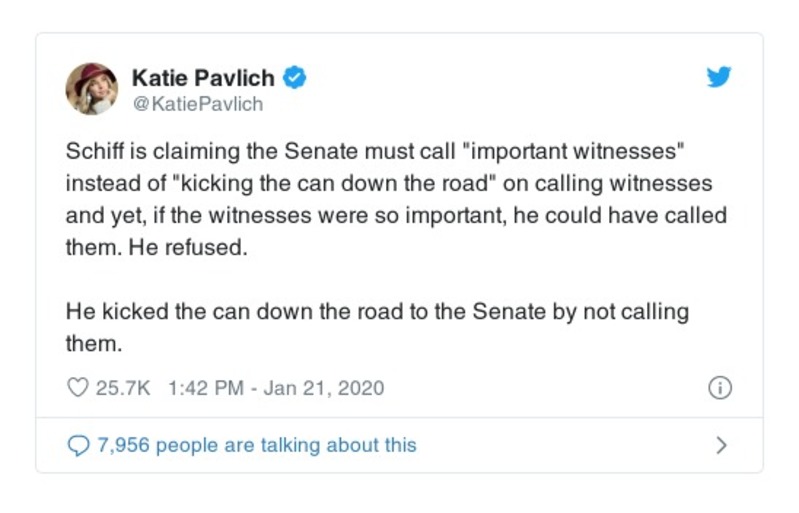 Katie Pavlich
@KatiePavlich
Schiff is claiming the Senate must call "important witnesses"
instead of "kicking the can down the road" on calling witnesses
and yet, if the witnesses were so important, he could have called
them. He refused.
He kicked the can down the road to the Senate by not calling
them.
25.7K 1:42 PM - Jan 21, 2020
7,956 people are talking about this